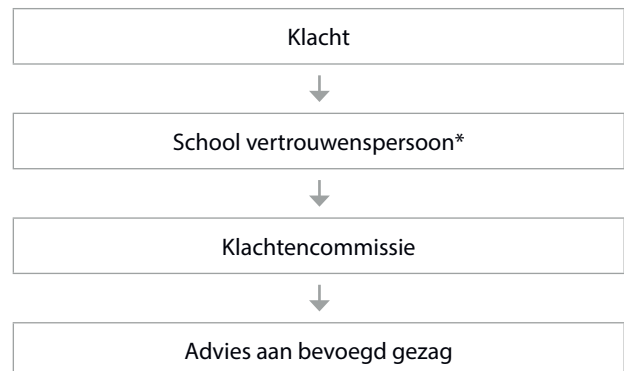 Klacht
School vertrouwenspersoon*
Klachtencommissie
Advies aan bevoegd gezag